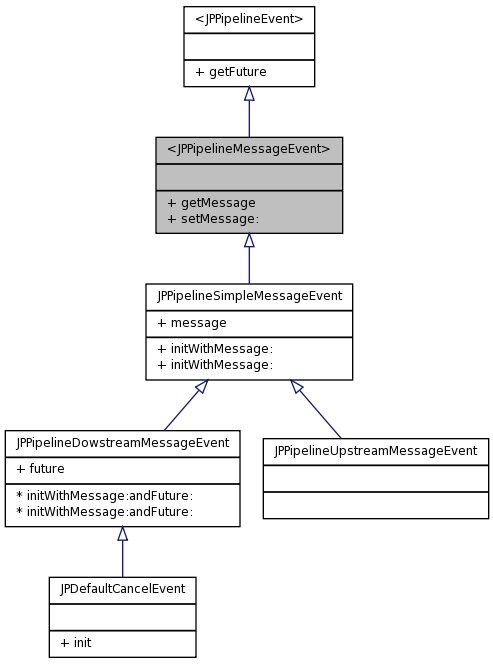 <JPPipelineEvent>
+ getFuture
<JPPipelineMessageEvent>
+ getMessage
+ setMessage:
JPPipelineSimpleMessageEvent
+ message
+ initWithMessage:
+ initWithMessage:
JPPipelineDowstreamMessageEvent
+ future
* initWithMessage:andFuture:
* initWithMessage:andFuture:
JPPipelineUpstreamMessageEvent
JPDefaultCancelEvent
+ init